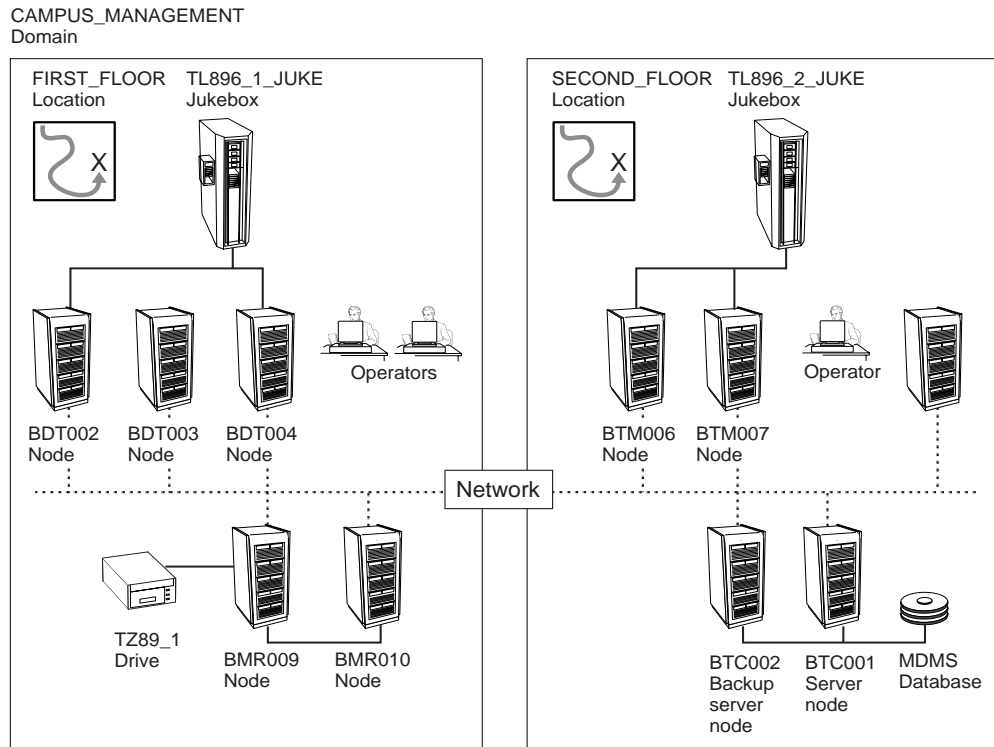 CAMPUS_MANAGEMENT
Domain
FIRST_FLOOR
Location
TL896_1_JUKE
Jukebox
X
SECOND_FLOOR
Location
TL896_2_JUKE
Jukebox
X
Operators
Operator
BDT002
Node
BDT003
Node
BDT004
Node
BTM006
Node
BTM007
Node
Network
TZ89_1
Drive
BMR009
Node
BMR010
Node
BTC002
Backup
server
node
BTC001
Server
node
MDMS
Database